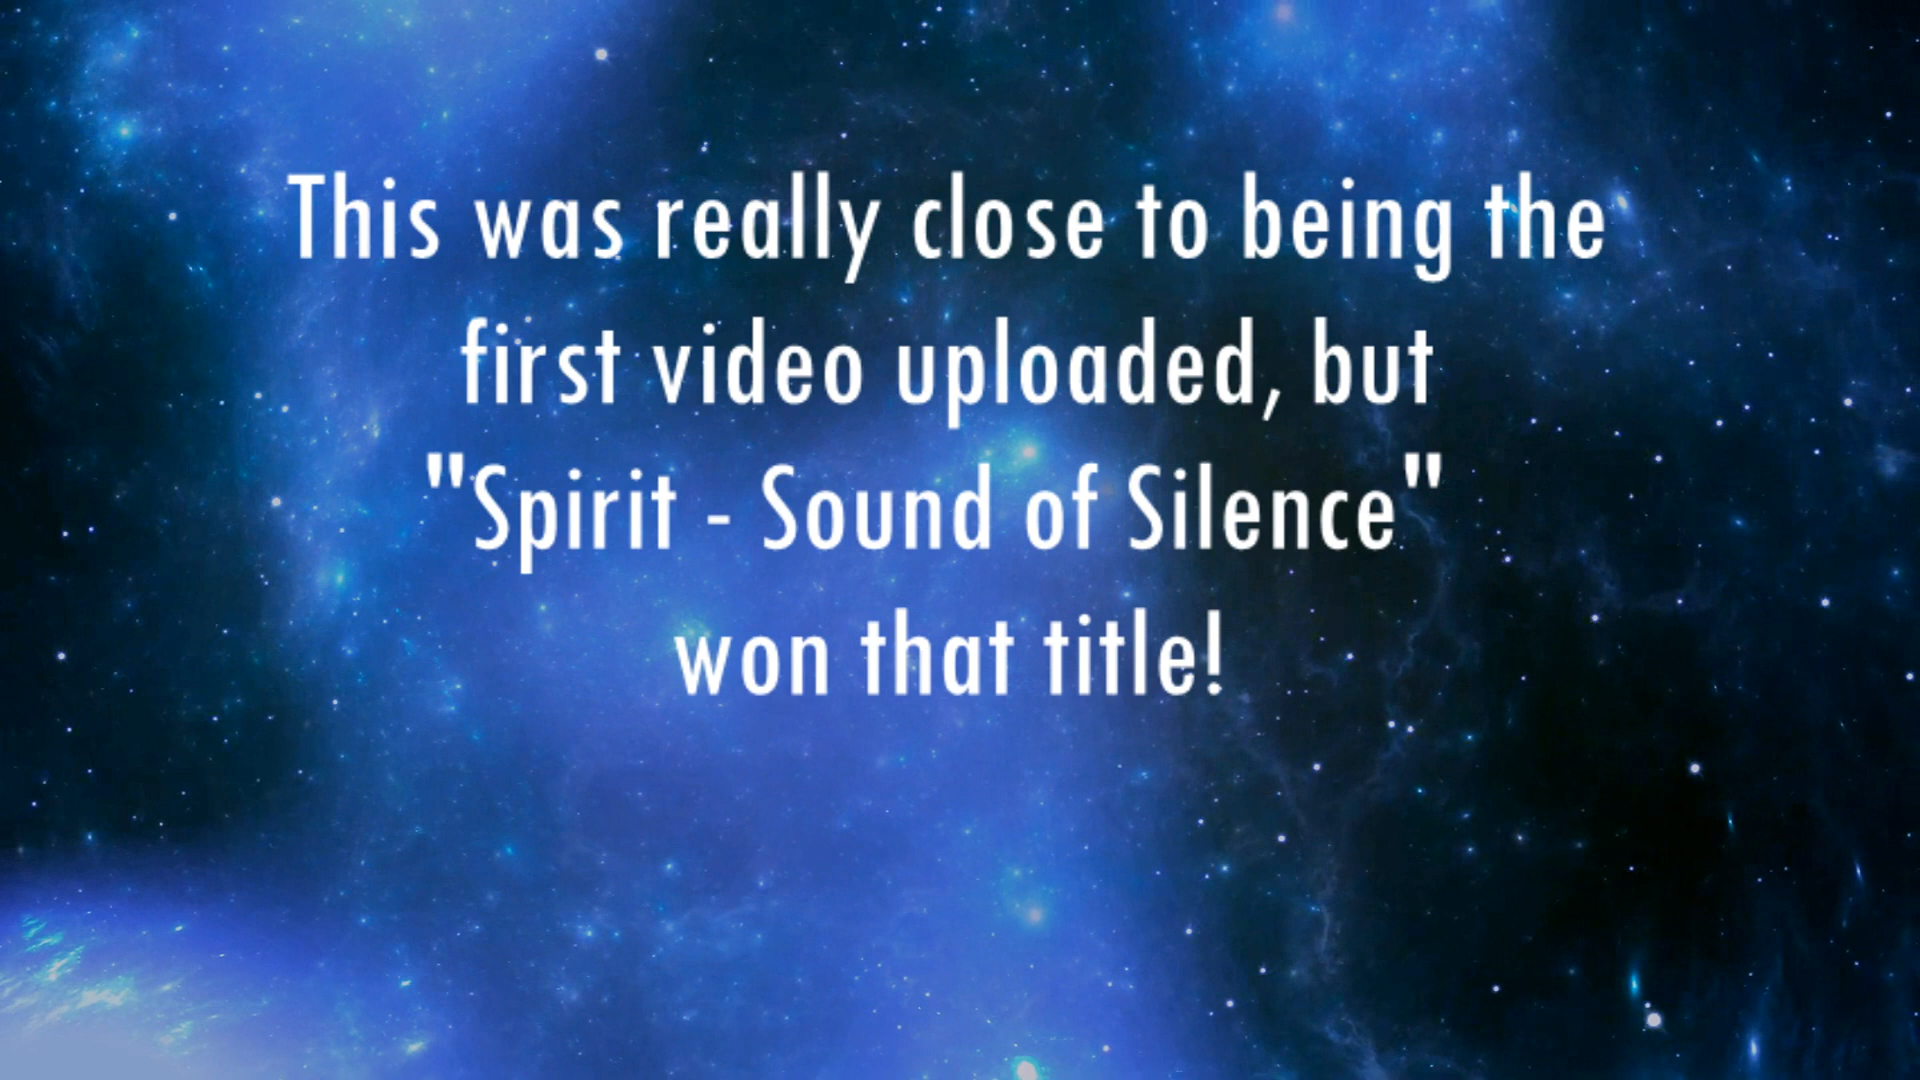 This was really close to being the
first video uploaded, but
"Spirit - Sound of Silence"
won that title!